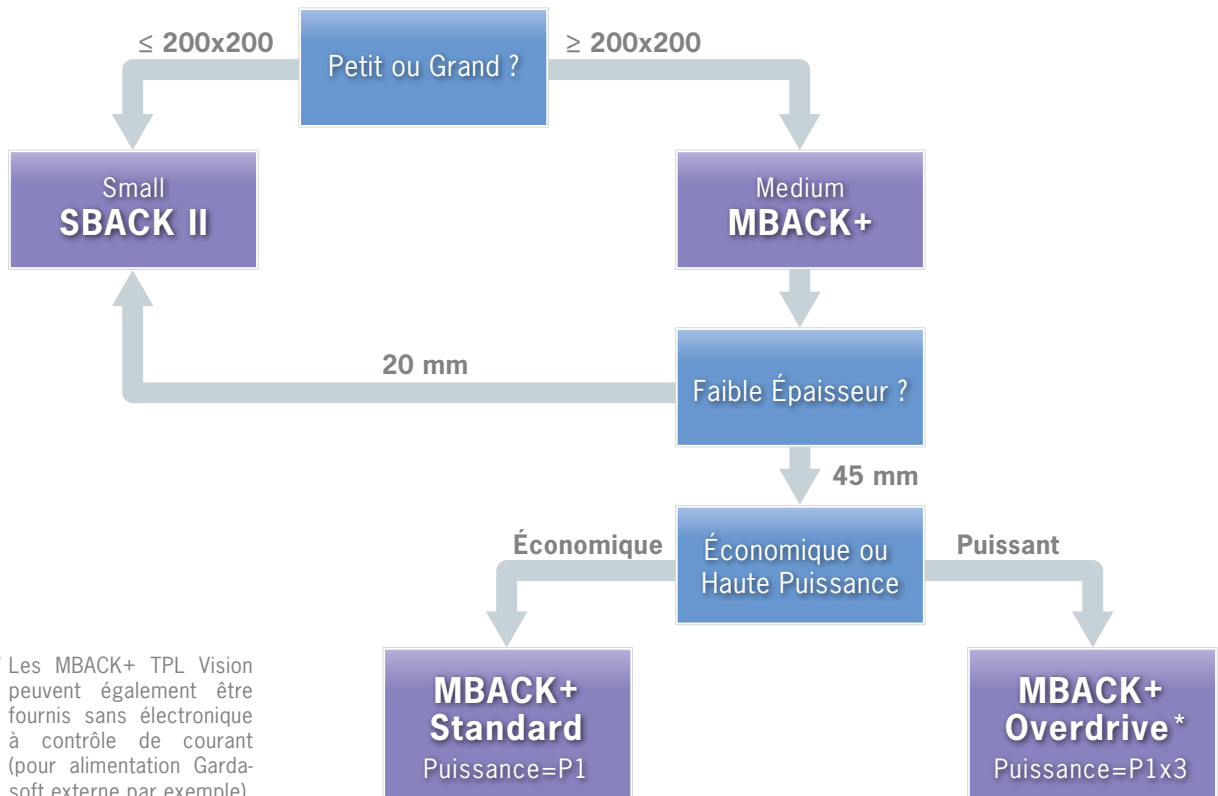 ≤ 200x200
Petit ou Grand ?
≥ 200x200
Small
SBACK II
Medium
MBACK+
20 mm
Faible Épaisseur ?
45 mm
Économique
Économique ou
Haute Puissance
Puissant
MBACK+
Standard
Puissance=P1
MBACK+
Overdrive*
Puissance=P1x3
Les MBACK+ TPL Vision
peuvent également être
fournis sans électronique
à contrôle de courant
(pour alimentation Garda-
soft externe par exemple)